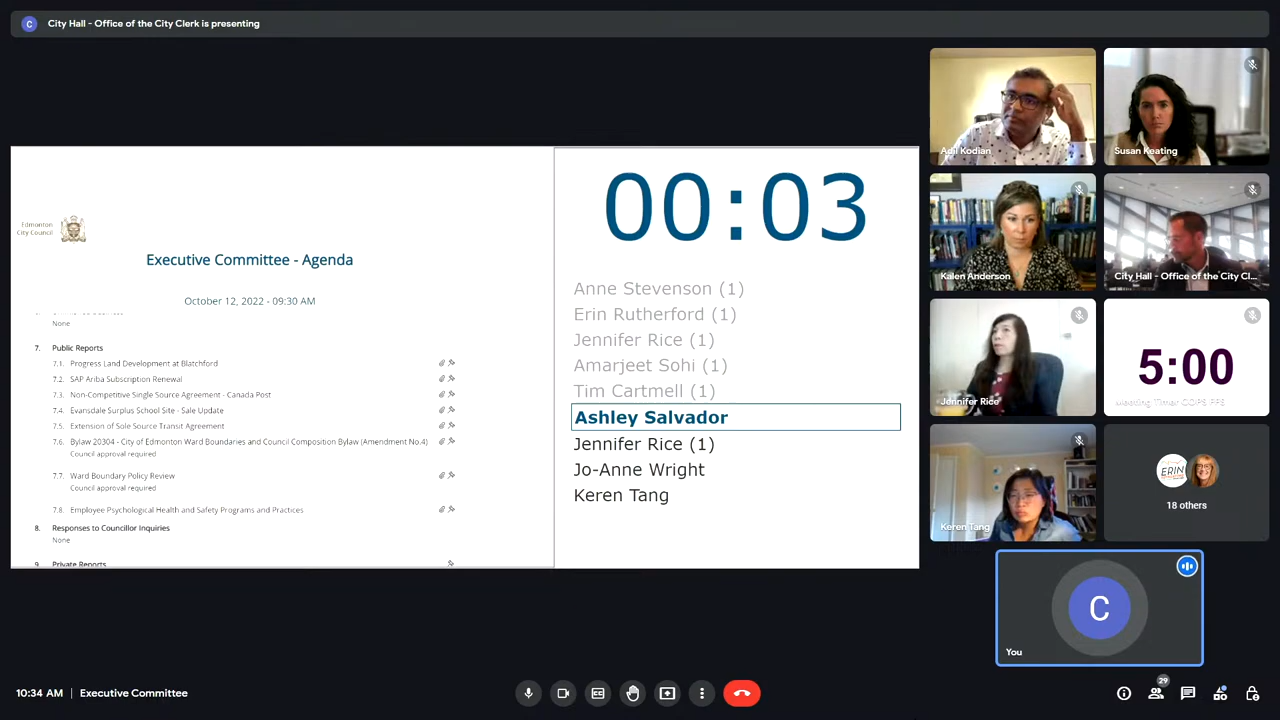 C
City Hall - Office of the City Clerk is presenting
Edmonton
City Council
Executive Committee - Agenda
October 12, 2022 - 09:30 AM
None
7. Public Reports
7.1. Progress Land Development at Blatchford
7.2. SAP Ariba Subscription Renewal
7.3. Non-Competitive Single Source Agreement - Canada Post
7.4. Evansdale Surplus School Site - Sale Update
7.5. Extension of Sole Source Transit Agreement
7.6. Bylaw 20304 - City of Edmonton Ward Boundaries and Council Composition Bylaw (Amendment No.4)
Council approval required
7.7. Ward Boundary Policy Review
Council approval required
7.8. Employee Psychological Health and Safety Programs and Practices
8. Responses to Councillor Inquiries
None
9. Private Reports
00:03
Anne Stevenson (1)
Erin Rutherford (1)
Jennifer Rice (1)
Amarjeet Sohi (1)
Tim Cartmell (1)
Ashley Salvador
Jennifer Rice (1)
Jo-Anne Wright
Keren Tang
Adil Kodian
Susan Keating
Kalen Anderson
City Hall - Office of the City Cl...
Jennifer Rice
5:00
Meeting Timer COPS FFS
Keren Tang
ERIN
18 others
C
You
10:34 AM | Executive Committee
29